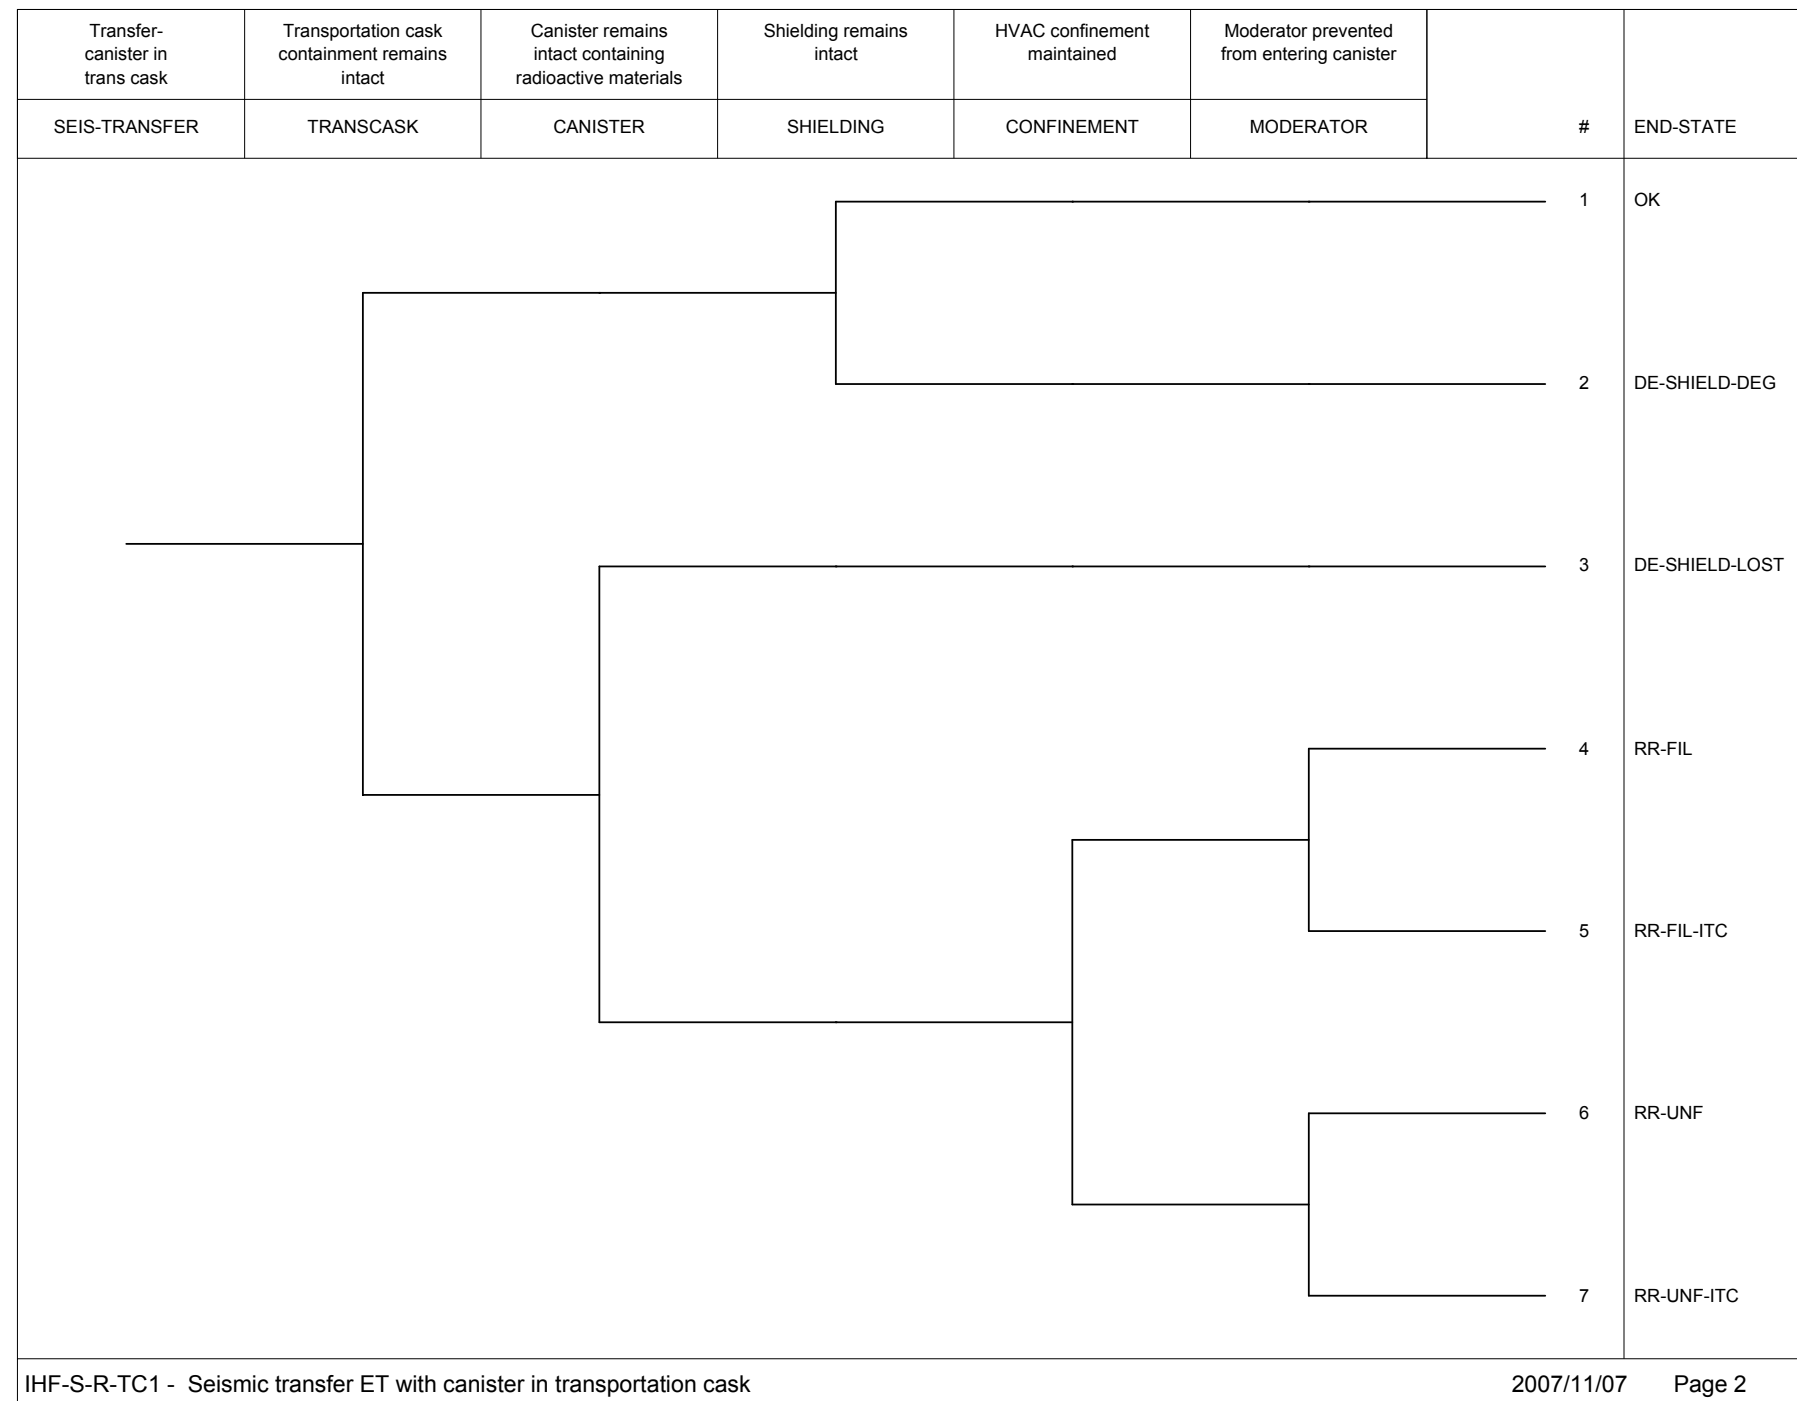 Transfer-
canister in
trans cask
Transportation cask
containment remains
intact
Canister remains
intact containing
radioactive materials
Shielding remains
intact
HVAC confinement
maintained
Moderator prevented
from entering canister
SEIS-TRANSFER
TRANSCASK
CANISTER
SHIELDING
CONFINEMENT
MODERATOR
#
END-STATE
1 OK
2 DE-SHIELD-DEG
3 DE-SHIELD-LOST
4 RR-FIL
5 RR-FIL-ITC
6 RR-UNF
7 RR-UNF-ITC
IHF-S-R-TC1 - Seismic transfer ET with canister in transportation cask 2007/11/07 Page 2